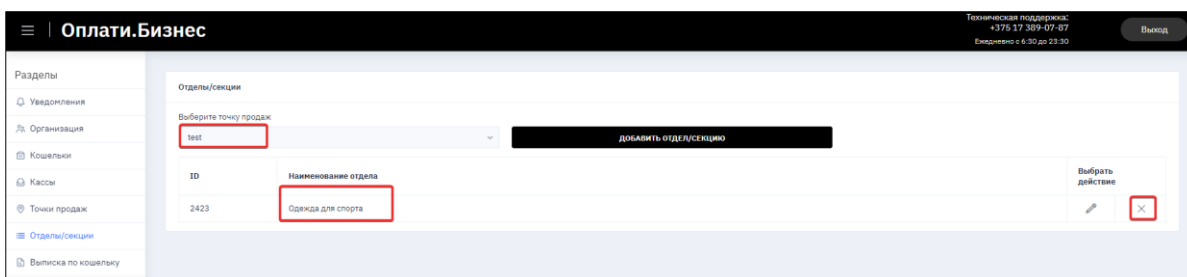 Оплати.Бизнес
Техническая поддержка:
+375 17 389-07-87
Ежедневно с 6:30 до 23:30
Выход
Разделы
Уведомления
Организация
Кошельки
Кассы
Точки продаж
Отделы/секции
Выписка по кошельку
Отделы/секции
Выберите точку продаж
test
ДОБАВИТЬ ОТДЕЛ/СЕКЦИЮ
ID Наименование отдела Выбрать
действие
2423 Одежда для спорта